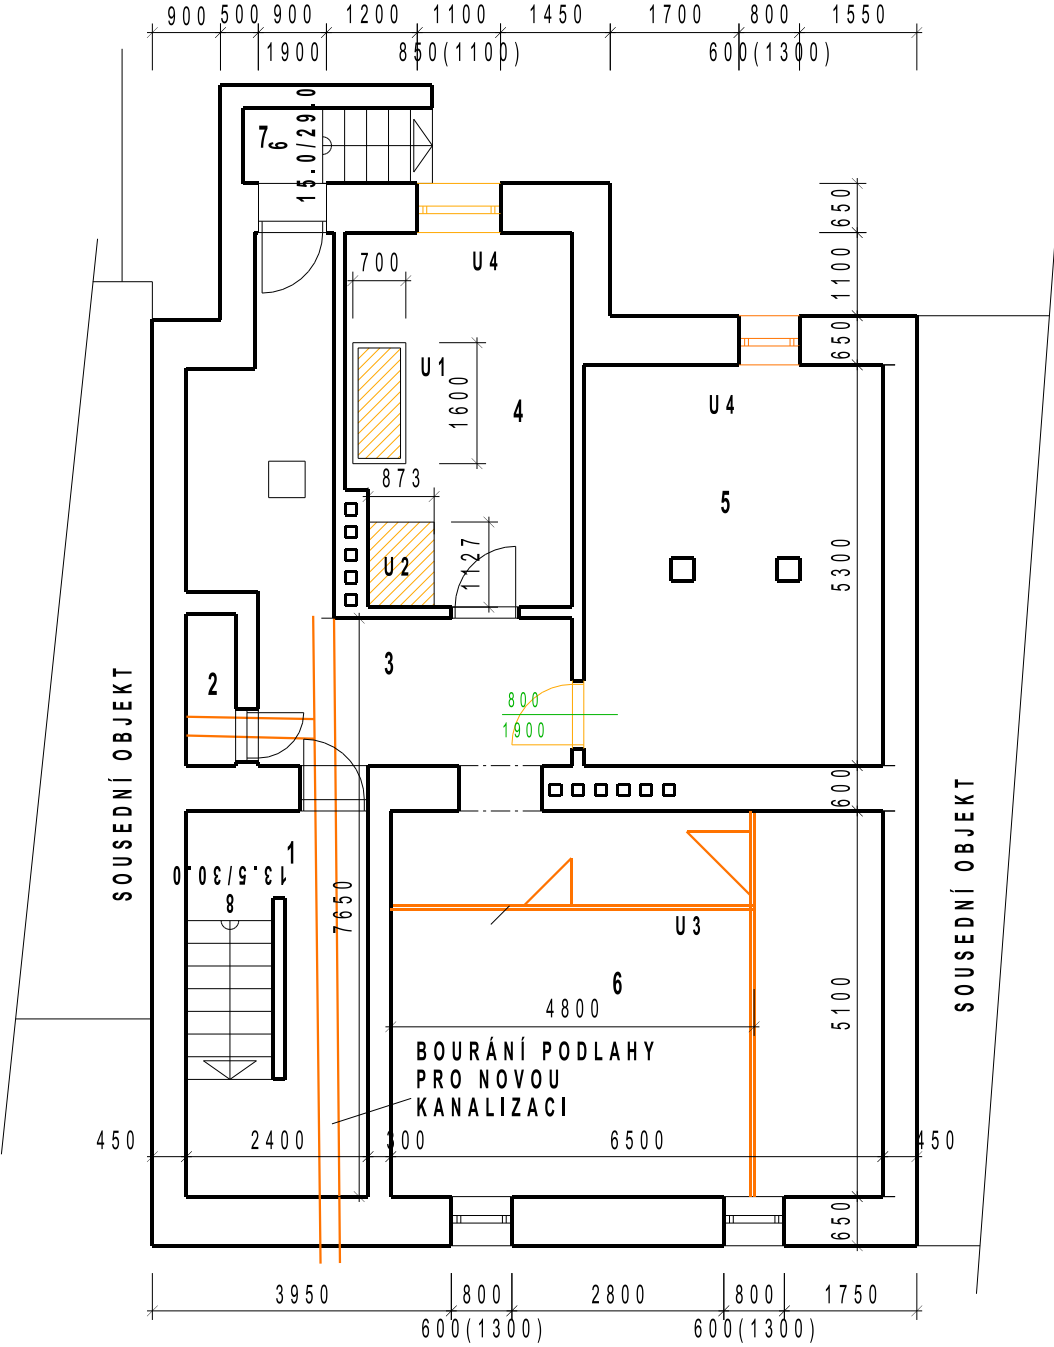 900 500 900 1200 1100 1450 1700 800 1550
1900 850(1100) 600(1300)
7
6
15.0/29.0
650
U4
700
1100
650
U1
1600
4
U4
873
5
U2
1127
5300
3
2
800
1900
SOUSEDNÍ OBJEKT
600
SOUSEDNÍ OBJEKT
1
13.5/30.0
8
7650
U3
6
4800
5100
BOURÁNÍ PODLAHY
PRO NOVOU
KANALIZACI
450 2400 300 6500 450
650
3950 800 2800 800 1750
600(1300) 600(1300)